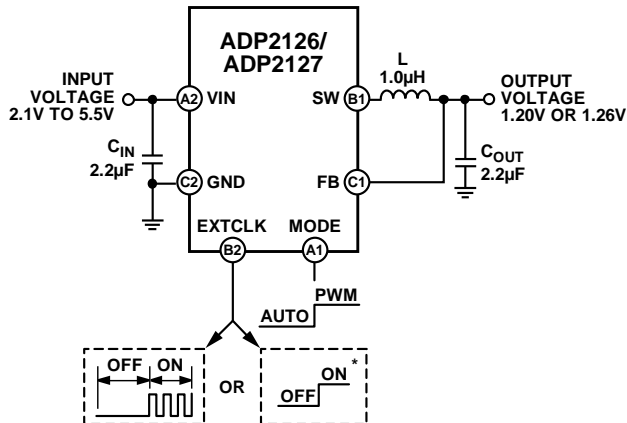 ADP2126/
ADP2127
INPUT
VOLTAGE
2.1V TO 5.5V
A2 VIN
SW B1
L
1.0µH
OUTPUT
VOLTAGE
1.20V OR 1.26V
CIN
2.2µF
C2 GND
FB C1
COUT
2.2µF
EXTCLK MODE
B2 A1
PWM
AUTO
OFF ON
OR
ON*
OFF